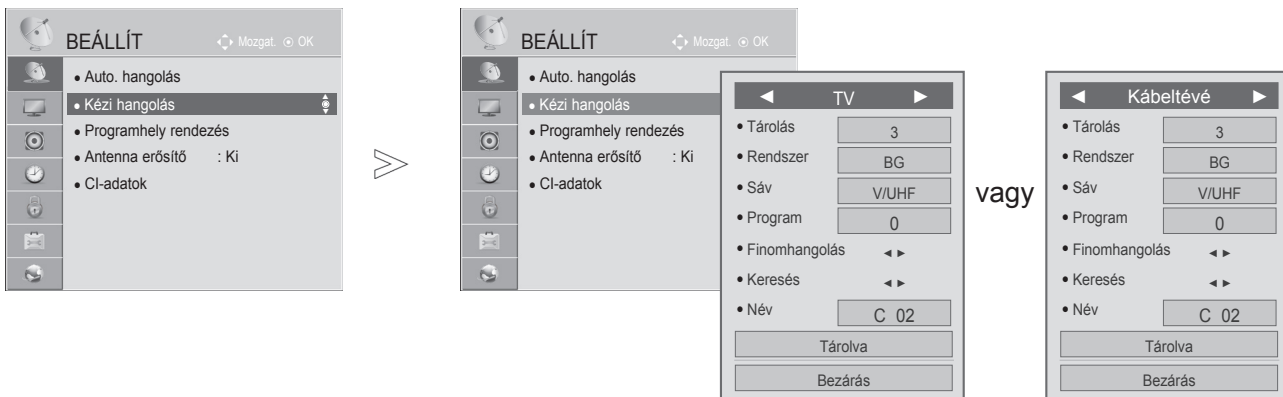 BEÁLLÍT Mozgat. OK
• Auto. hangolás
• Kézi hangolás
• Programhely rendezés
• Antenna erősítő : Ki
• CI-adatok
BEÁLLÍT Mozgat. OK
• Auto. hangolás
• Kézi hangolás
• Programhely rendezés
• Antenna erősítő : Ki
• CI-adatok
◄ TV ►
• Tárolás 3
• Rendszer BG
• Sáv V/UHF
• Program 0
• Finomhangolás ◄ ►
• Keresés ◄ ►
• Név C 02
Tárolva
Bezárás
vagy
◄ Kábeltévé ►
• Tárolás 3
• Rendszer BG
• Sáv V/UHF
• Program 0
• Finomhangolás ◄ ►
• Keresés ◄ ►
• Név C 02
Tárolva
Bezárás